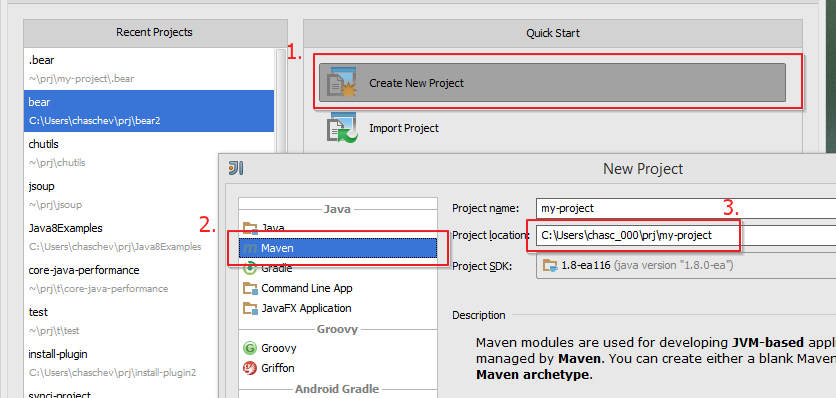 Recent Projects
.bear
~\prj\my-project\.bear
bear
C:\Users\chaschev\prj\bear2
chutils
~\prj\chutils
jsoup
~\prj\jsoup
Java8Examples
C:\Users\chaschev\prj\Java8Examples
core-java-performance
~\prj\t\core-java-performance
test
~\prj\t\test
install-plugin
C:\Users\chaschev\prj\install-plugin2
Quick Start
1.
Create New Project
Import Project
New Project
2.
Java
Java
Maven
Gradle
Command Line App
JavaFX Application
Groovy
Groovy
Griffon
Android Gradle
Project name: my-project
3.
Project location: C:\Users\chasc_000\prj\my-project
Project SDK: 1.8-ea116 (java version "1.8.0-ea")
Description
Maven modules are used for developing JVM-based appl
managed by Maven. You can create either a blank Maven
Maven archetype.